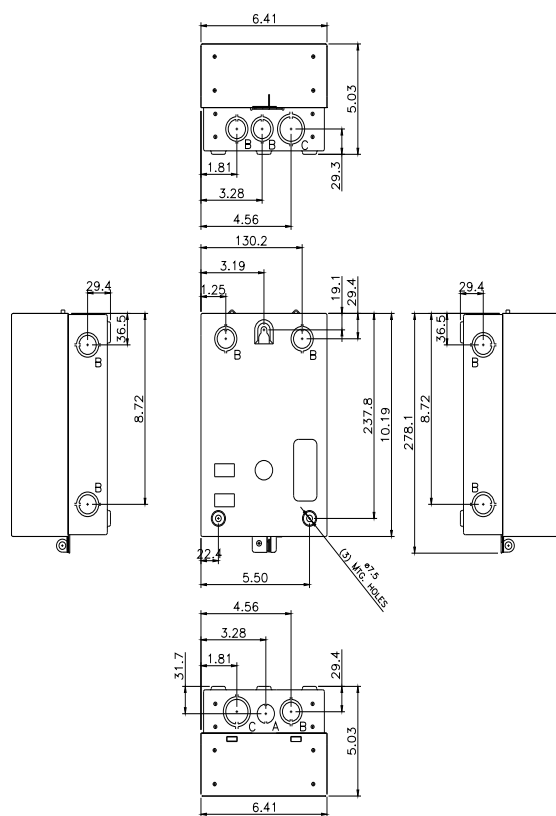 6.41
5.03
B
B
C
29.3
1.81
3.28
4.56
130.2
3.19
1.25
19.1
29.4
B
B
237.8
10.19
22.4
5.50
ø7.5
(3) MTG. HOLES
29.4
36.5
B
8.72
B
29.4
36.5
B
8.72
278.1
B
4.56
3.28
1.81
31.7
29.4
C
A
B
5.03
6.41